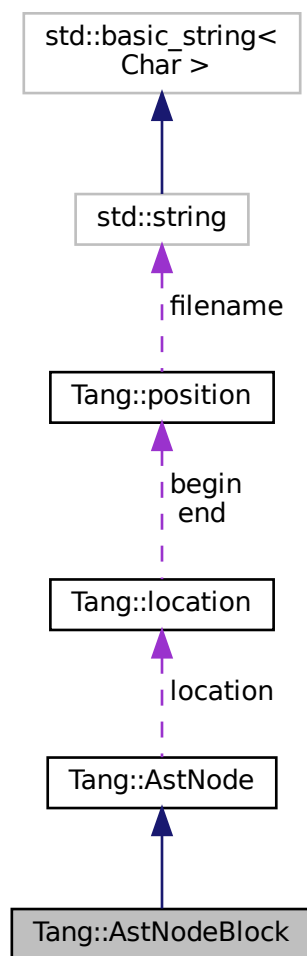 std::basic_string<
Char >
std::string
filename
Tang::position
begin
end
Tang::location
location
Tang::AstNode
Tang::AstNodeBlock